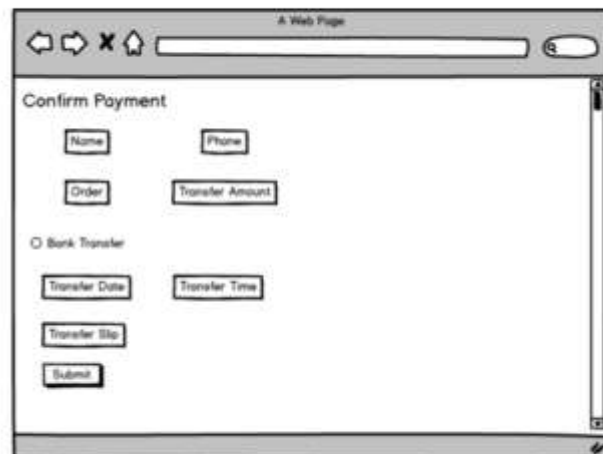 A Web Page
Confirm Payment
Name Phone
Order Transfer Amount
Bank Transfer
Transfer Date Transfer Time
Transfer Slip
Submit